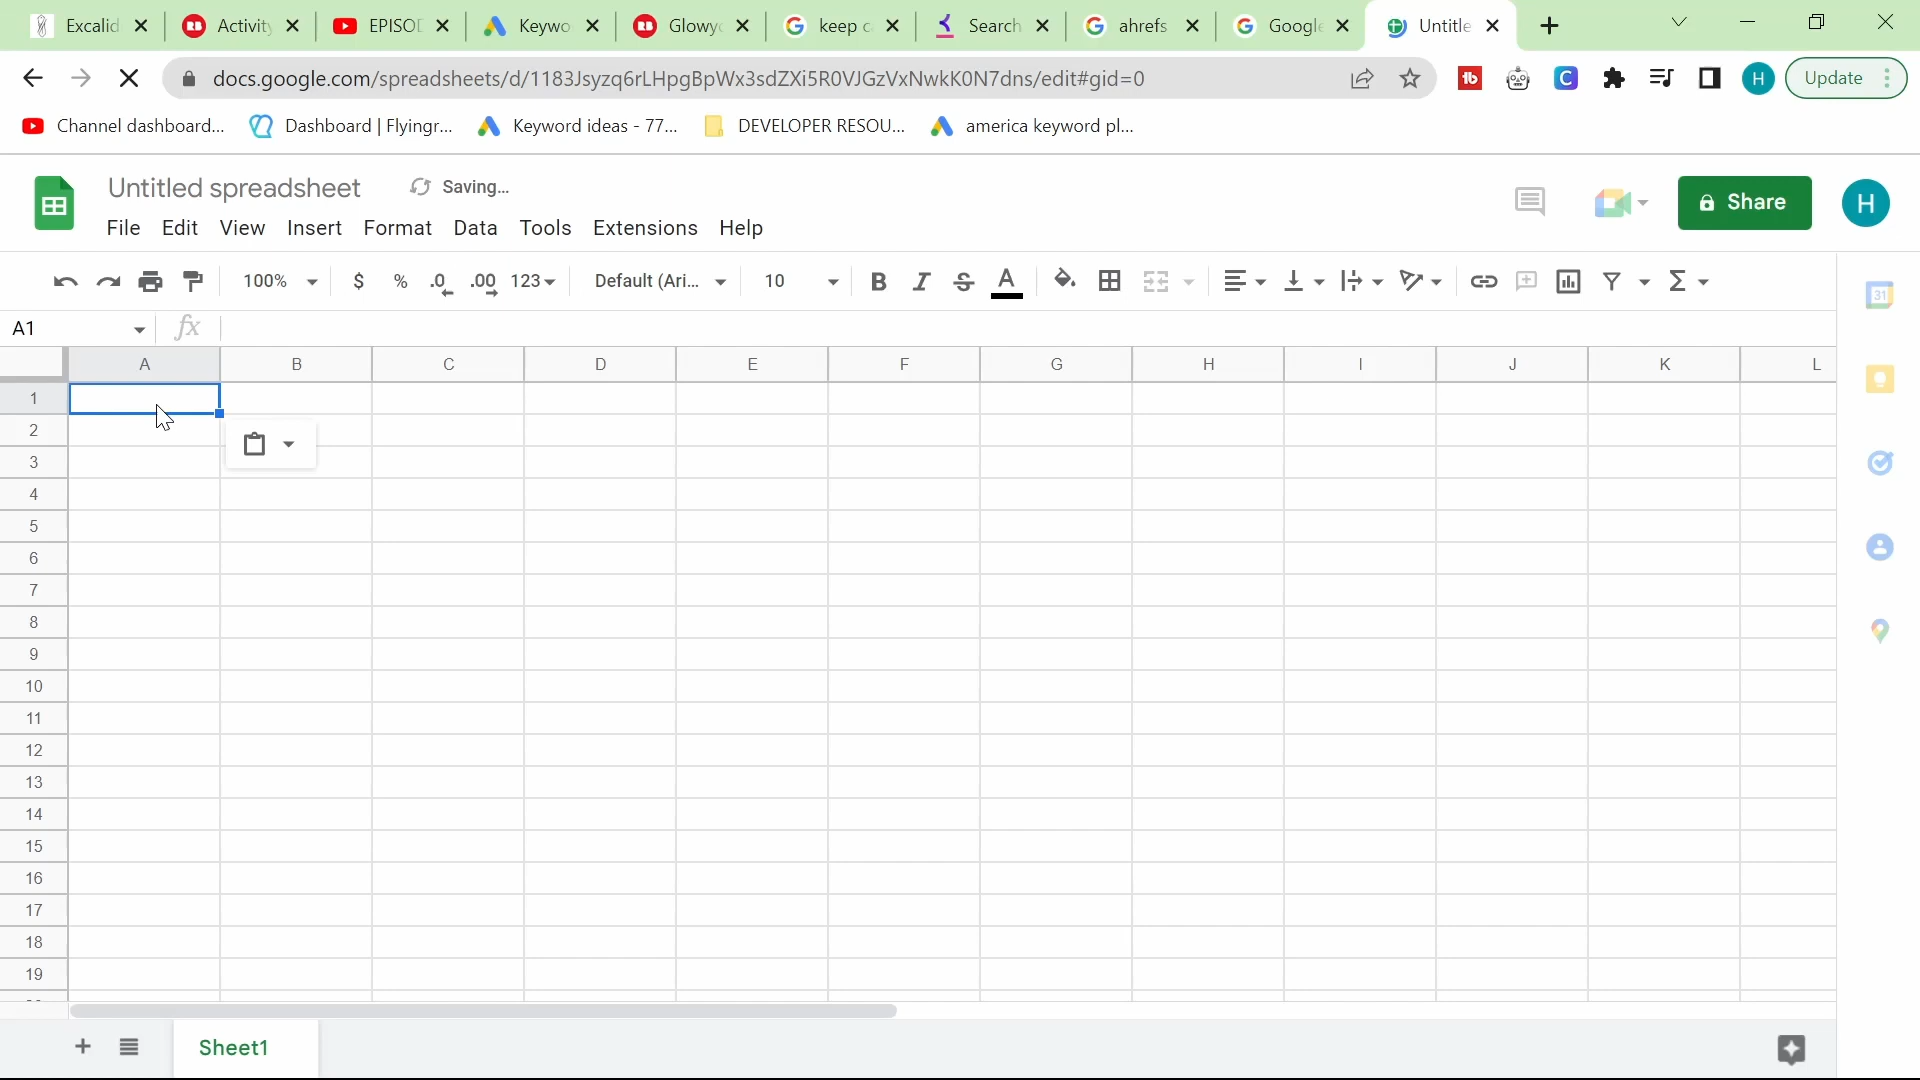 Excalid Activity EPISOD Keywo Glowyc keep c Search ahrefs Google Untitle
docs.google.com/spreadsheets/d/1183Jsyzq6rLHpgBpWx3sdZXi5R0VJGzVxNwkK0N7dns/edit#gid=0 H Update
Channel dashboard... Dashboard | Flyingr... Keyword ideas - 77... DEVELOPER RESOU... america keyword pl...
Untitled spreadsheet Saving... Share H
File Edit View Insert Format Data Tools Extensions Help
100% $ % .0 .00 123 Default (Ari... 10 B I S A Σ 31
A1 fx
A B C D E F G H I J K L
1
2
3
4
5
6
7
8
9
10
11
12
13
14
15
16
17
18
19
Sheet1